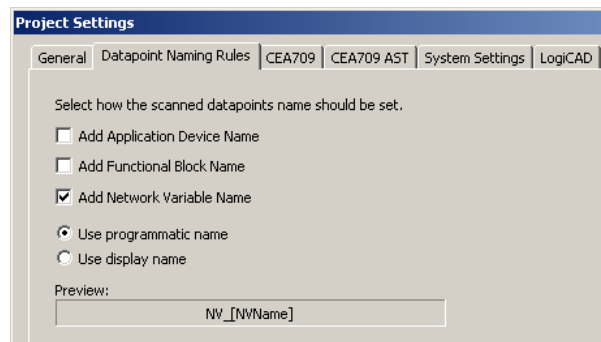 Project Settings
General Datapoint Naming Rules CEA709 CEA709 AST System Settings LogiCAD
Select how the scanned datapoints name should be set.
Add Application Device Name
Add Functional Block Name
Add Network Variable Name
Use programmatic name
Use display name
Preview:
NV_[NVName]